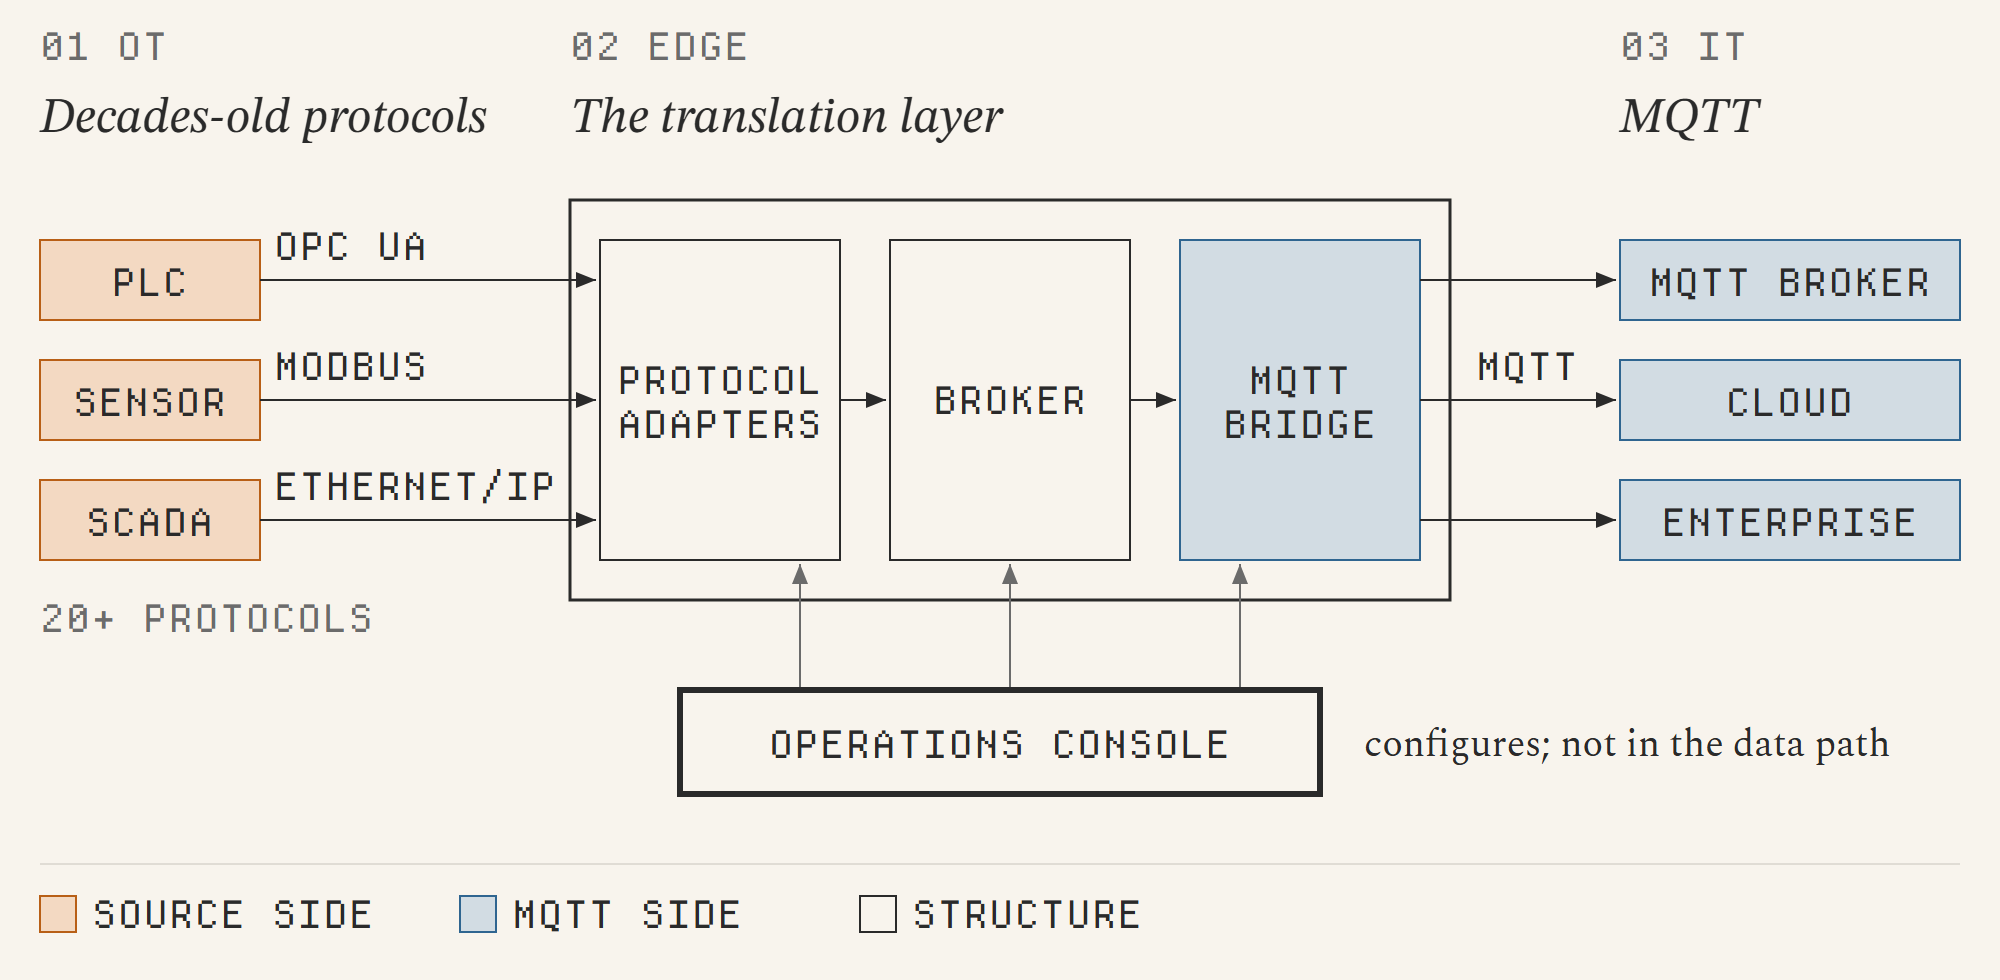 01 OT
Decades-old protocols
02 EDGE
The translation layer
03 IT
MQTT
PLC
OPC UA
SENSOR
MODBUS
SCADA
ETHERNET/IP
20+ PROTOCOLS
PROTOCOL
ADAPTERS
BROKER
MQTT
BRIDGE
MQTT
MQTT BROKER
CLOUD
ENTERPRISE
OPERATIONS CONSOLE
configures; not in the data path
SOURCE SIDE
MQTT SIDE
STRUCTURE